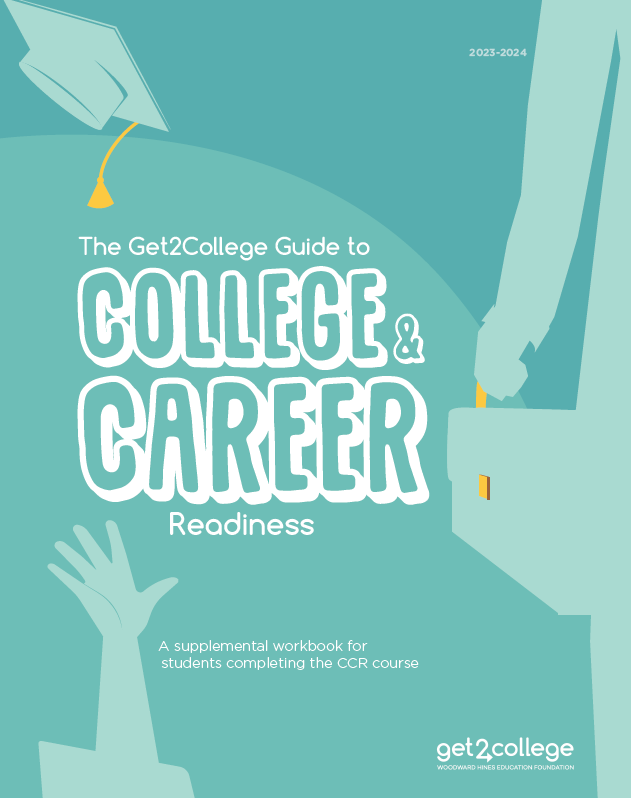 2023-2024
The Get2College Guide to
COLLEGE &
CAREER
Readiness
A supplemental workbook for
students completing the CCR course
get2college
WOODWARD HINES EDUCATION FOUNDATION